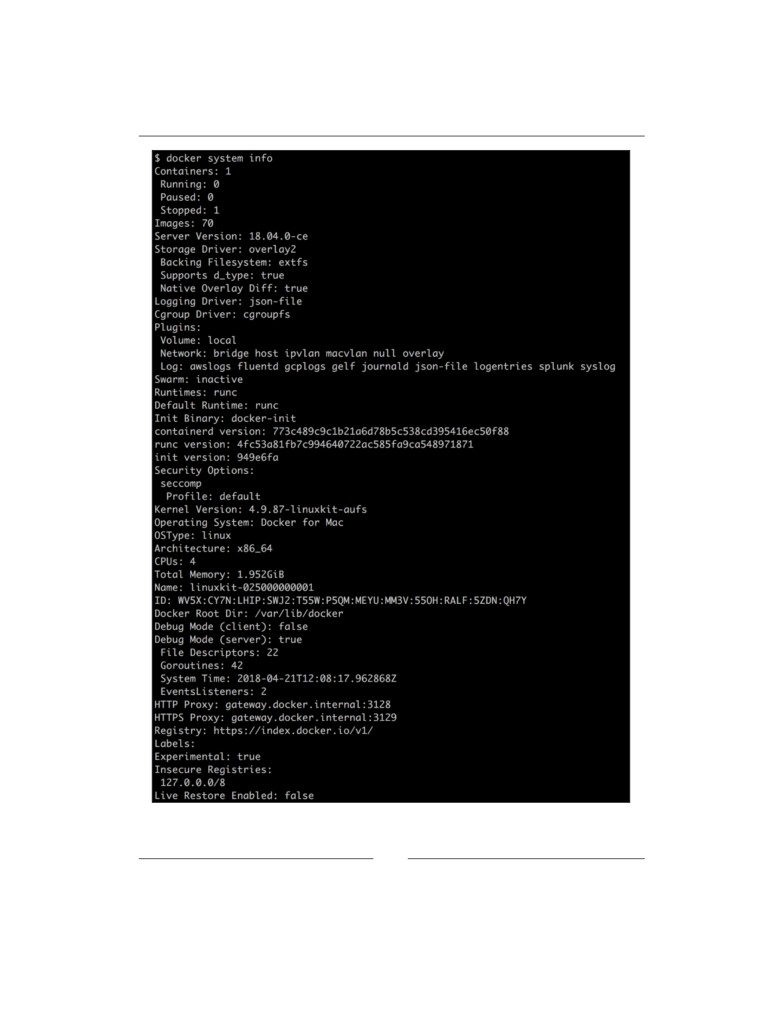 $ docker system info
Containers: 1
 Running: 0
 Paused: 0
 Stopped: 1
Images: 70
Server Version: 18.04.0-ce
Storage Driver: overlay2
 Backing Filesystem: extfs
 Supports d_type: true
 Native Overlay Diff: true
Logging Driver: json-file
Cgroup Driver: cgroupfs
Plugins:
 Volume: local
 Network: bridge host ipvlan macvlan null overlay
 Log: awslogs fluentd gcplogs gelf journald json-file logentries splunk syslog
Swarm: inactive
Runtimes: runc
Default Runtime: runc
Init Binary: docker-init
containerd version: 773c489c9c1b21a6d78b5c538cd395416ec50f88
runc version: 4fc53a81fb7c994640722ac585fa9ca548971871
init version: 949e6fa
Security Options:
 seccomp
  Profile: default
Kernel Version: 4.9.87-linuxkit-aufs
Operating System: Docker for Mac
OSType: linux
Architecture: x86_64
CPUs: 4
Total Memory: 1.952GiB
Name: linuxkit-025000000001
ID: WV5X:CY7N:LHIP:SWJ2:T55W:P5QM:MEYU:MM3V:55OH:RALF:5ZDN:QH7Y
Docker Root Dir: /var/lib/docker
Debug Mode (client): false
Debug Mode (server): true
 File Descriptors: 22
 Goroutines: 42
 System Time: 2018-04-21T12:08:17.962868Z
 EventsListeners: 2
HTTP Proxy: gateway.docker.internal:3128
HTTPS Proxy: gateway.docker.internal:3129
Registry: https://index.docker.io/v1/
Labels:
Experimental: true
Insecure Registries:
 127.0.0.0/8
Live Restore Enabled: false